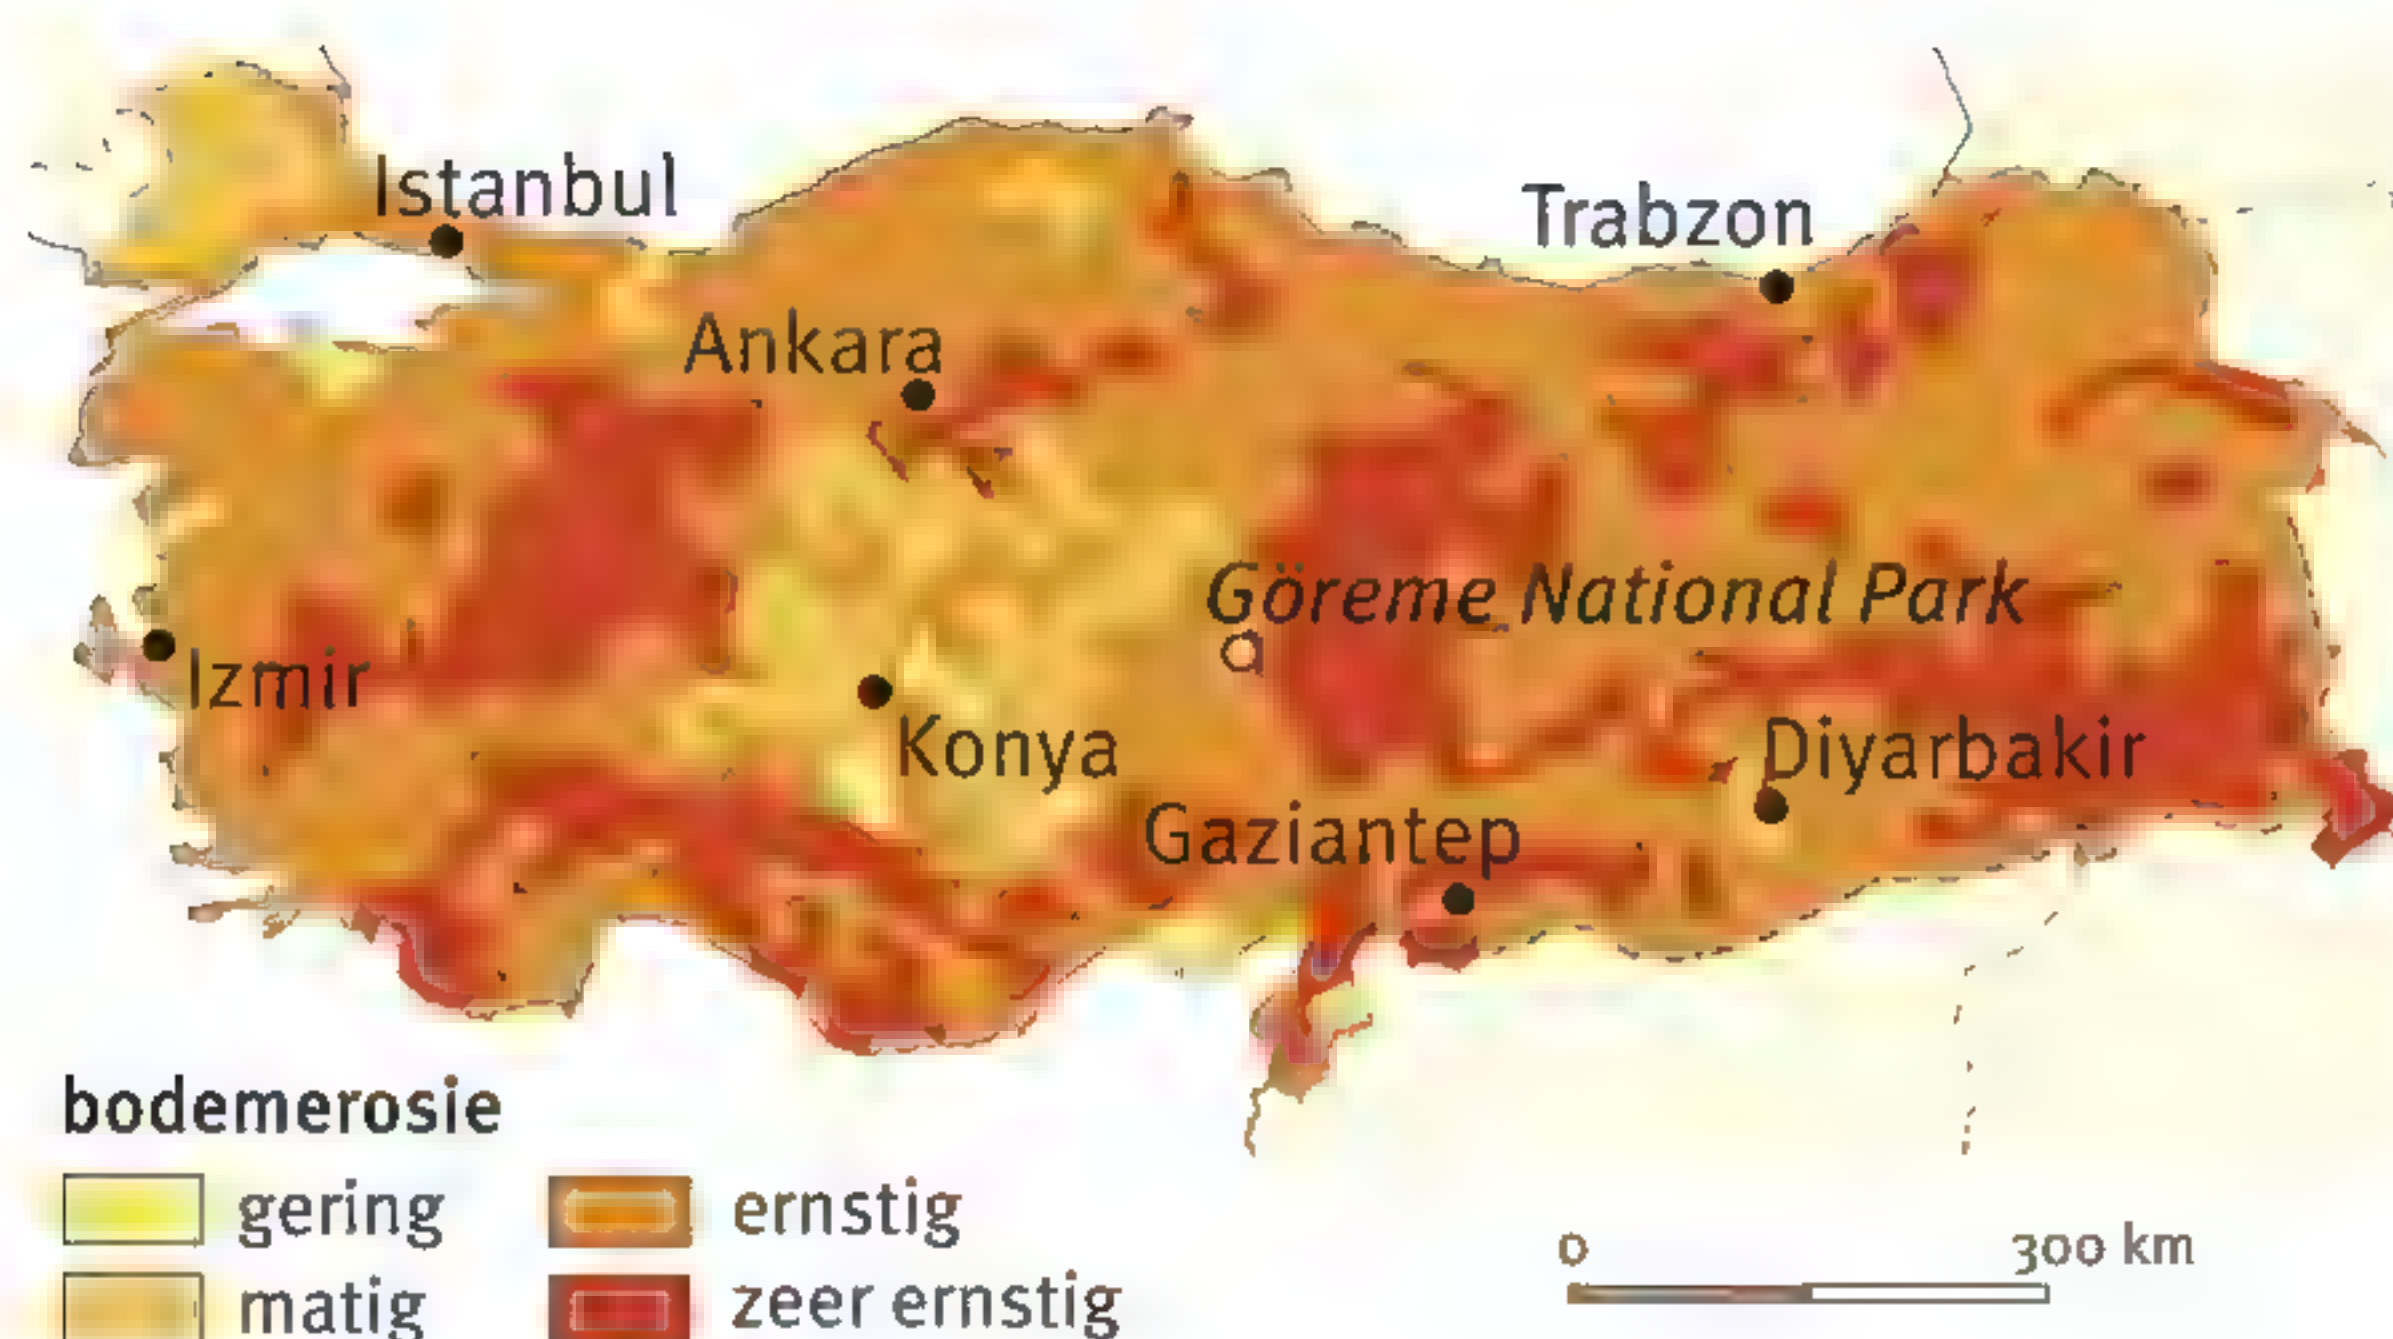 Istanbul
Trabzon
Ankara
Göreme National Park
Izmir
Konya
Diyarbakir
Gaziantep
bodemerosie
gering
ernstig
matig
zeer ernstig
0 300 km